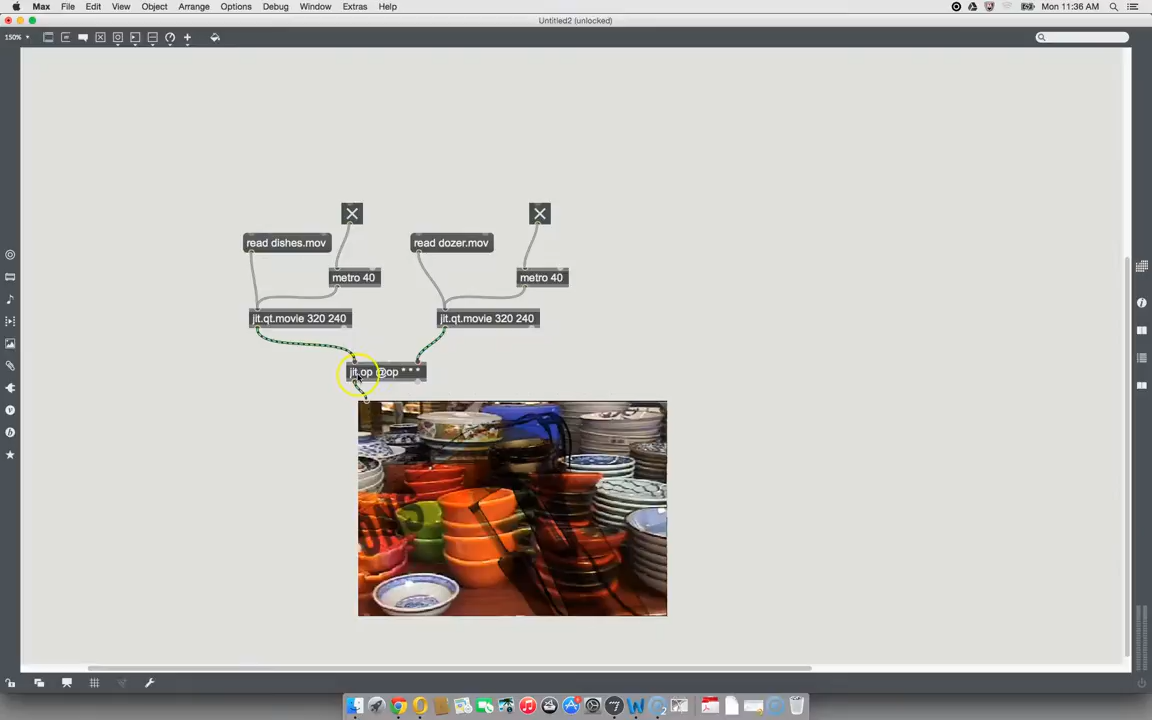 Max File Edit View Object Arrange Options Debug Window Extras Help Mon 11:36 AM
Untitled2 (unlocked)
150%
read dishes.mov read dozer.mov
metro 40 metro 40
jit.qt.movie 320 240 jit.qt.movie 320 240
jit.op @op * * *